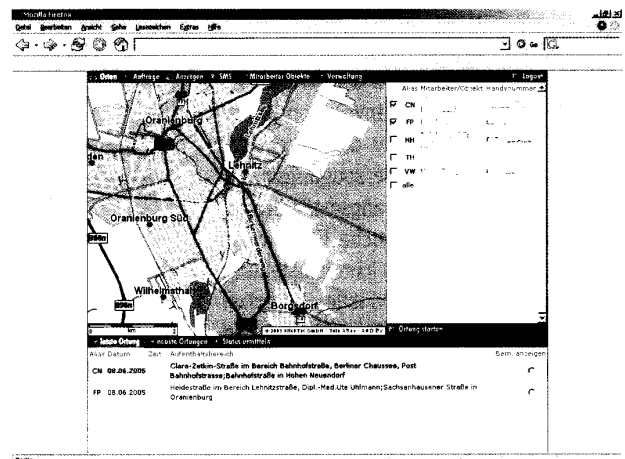 Mozilla Firefox
Datei Bearbeiten Ansicht Gehe Lesezeichen Extras Hilfe
Go
Orten Aufträge Anzeigen SMS Mitarbeiter Objekte Verwaltung Logout
Alias Mitarbeiter/Objekt Handynummer
CN
FP
HH
TH
VW
alle
Oranienburg
Lehnitz
Oranienburg Süd
Wilhelmsthal
Borgsdorf
0 km 2
Ortung starten
letzte Ortung neuste Ortungen Status ermitteln
Alias Datum Zeit Aufenthaltsbereich Bem. anzeigen
CN 08.06.2005 Clara-Zetkin-Straße im Bereich Bahnhofstraße, Berliner Chaussee, Post
Bahnhofstrasse;Bahnhofstraße in Hohen Neuendorf
FP 08.06.2005 Heidestraße im Bereich Lehnitzstraße, Dipl.-Med.Ute Uhlmann;Sachsenhausener Straße in
Oranienburg